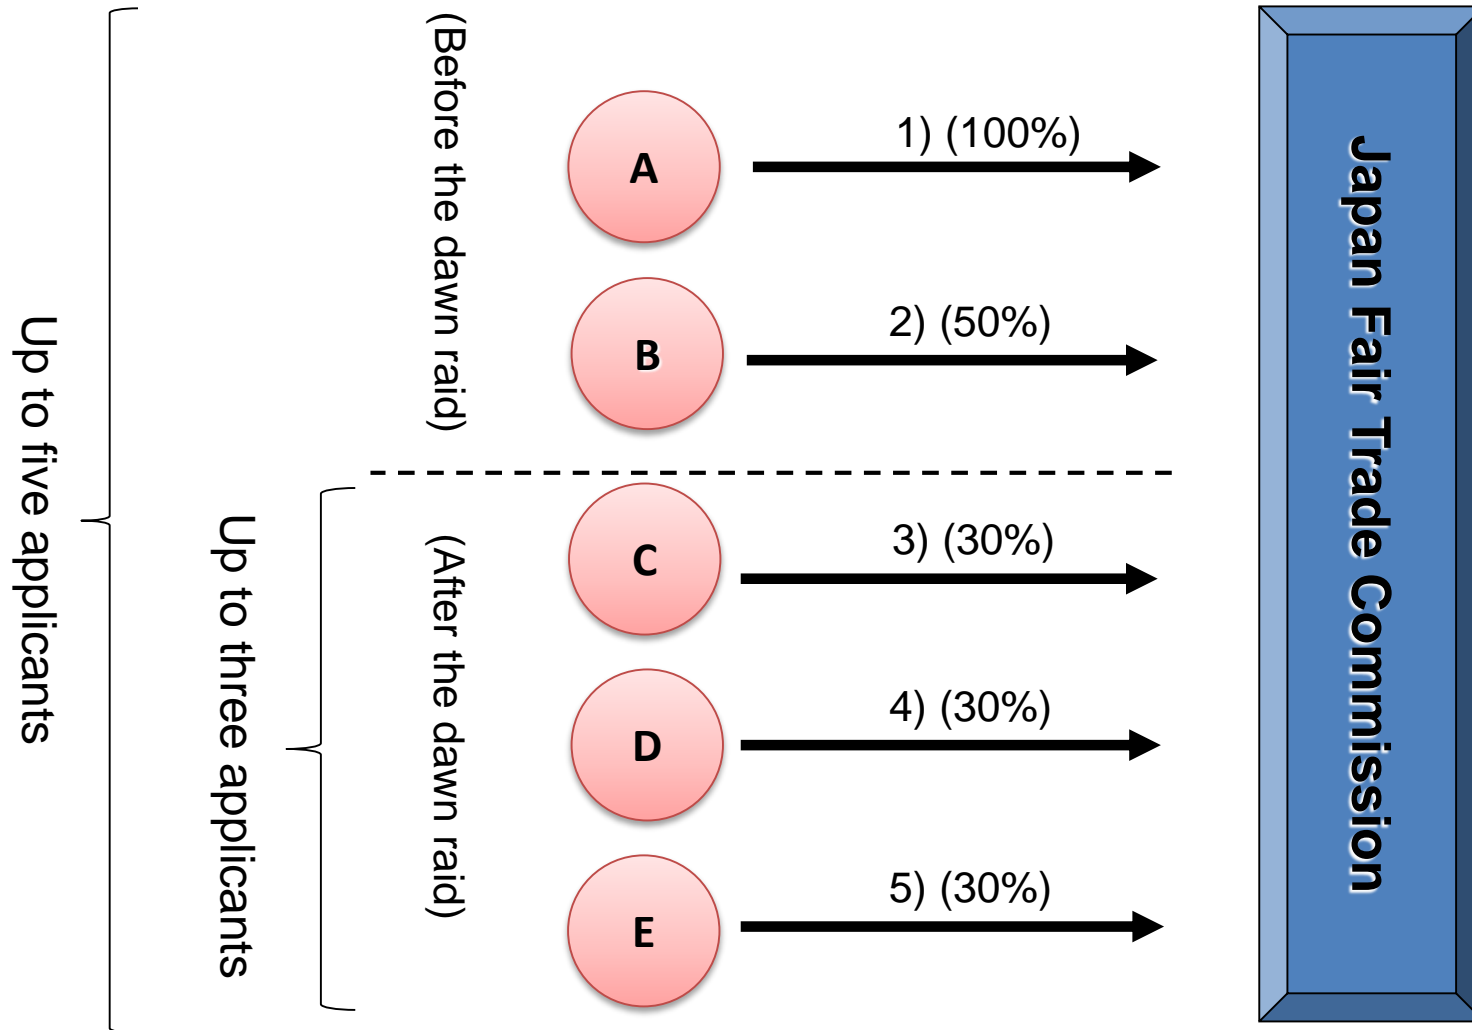 Up to five applicants
Up to three applicants
(Before the dawn raid)
(After the dawn raid)
A
1) (100%)
B
2) (50%)
C
3) (30%)
D
4) (30%)
E
5) (30%)
Japan Fair Trade Commission